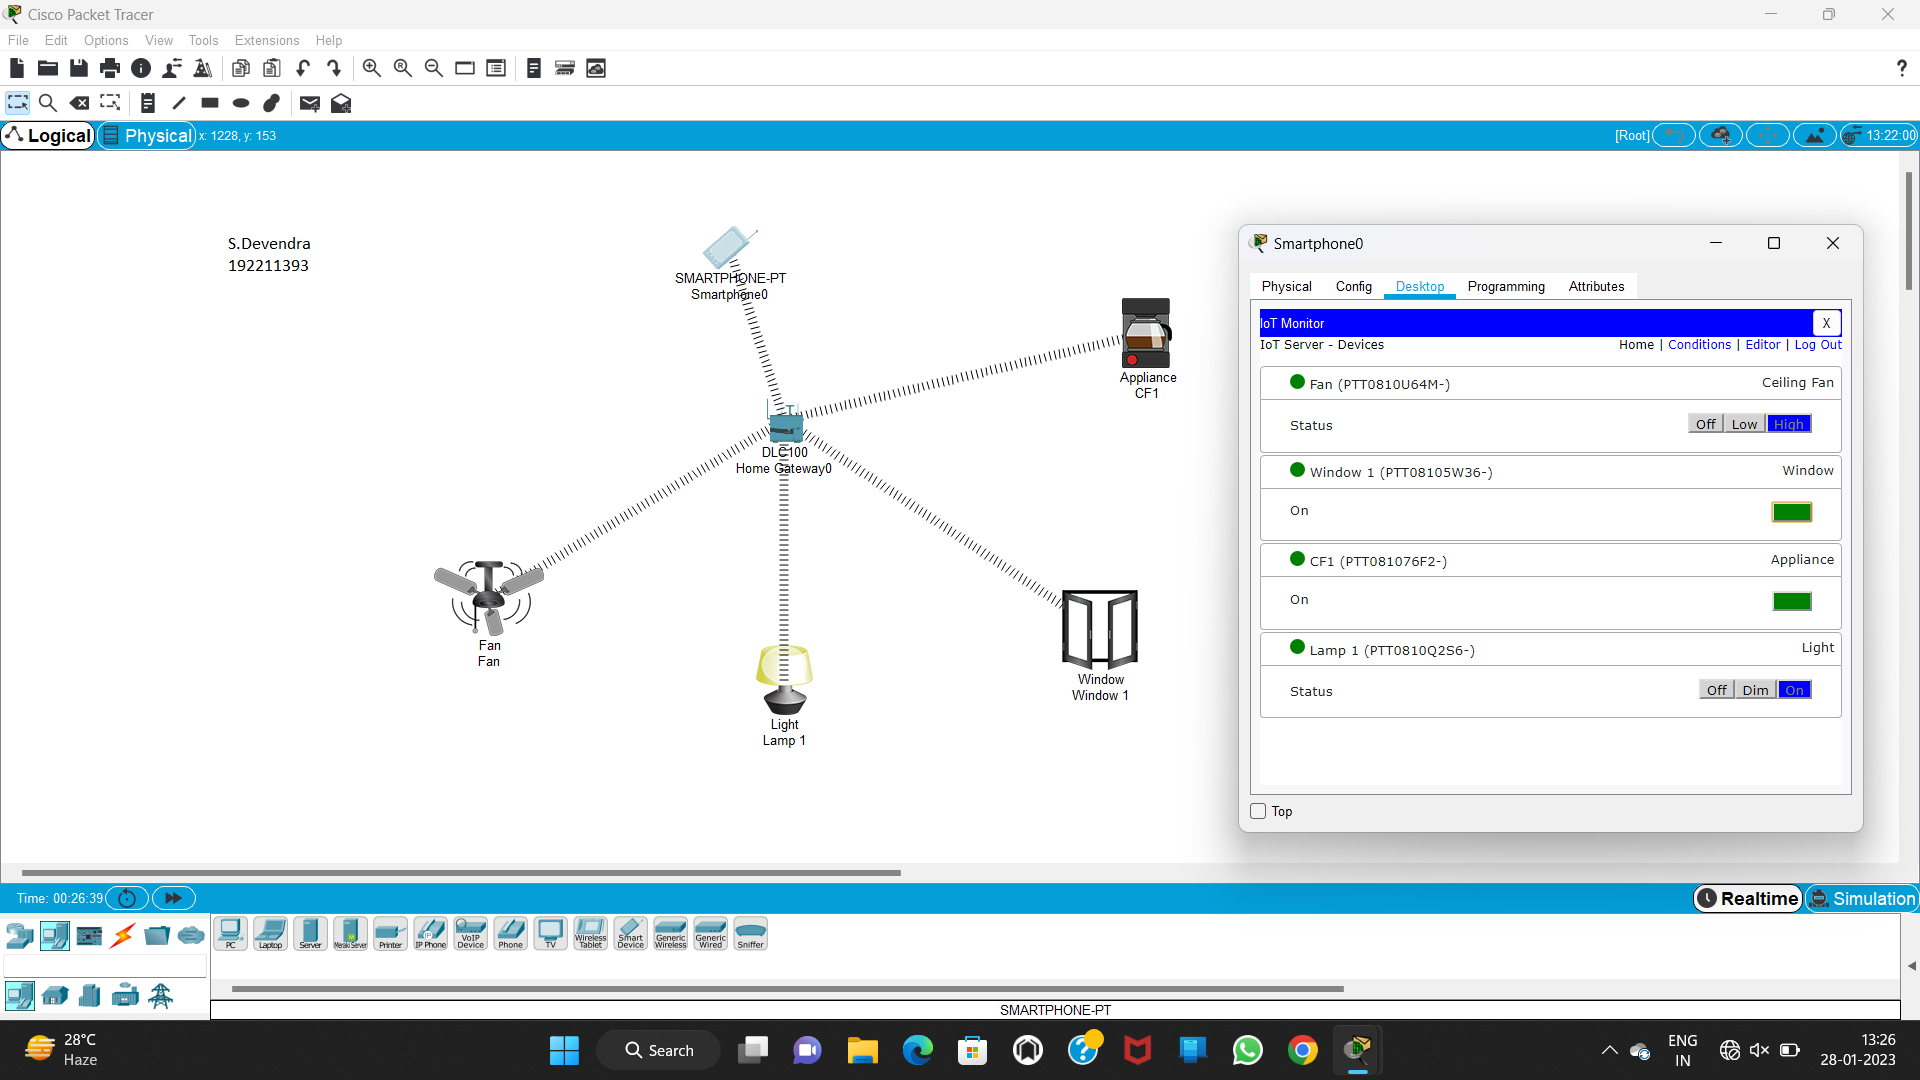 Cisco Packet Tracer
File Edit Options View Tools Extensions Help
?
Logical Physical x: 1228, y: 153 [Root] 13:22:00
S.Devendra
192211393
SMARTPHONE-PT
Smartphone0
Appliance
CF1
DLC100
Home Gateway0
Fan
Fan
Light
Lamp 1
Window
Window 1
Smartphone0
Physical Config Desktop Programming Attributes
IoT Monitor X
IoT Server - Devices Home | Conditions | Editor | Log Out
Fan (PTT0810U64M-) Ceiling Fan
Status Off Low High
Window 1 (PTT08105W36-) Window
On
CF1 (PTT081076F2-) Appliance
On
Lamp 1 (PTT0810Q2S6-) Light
Status Off Dim On
Top
Time: 00:26:39 Realtime Simulation
PC Laptop Server Meraki Server Printer IP Phone VoIP Device Phone TV Wireless Tablet Smart Device Generic Wireless Generic Wired Sniffer
SMARTPHONE-PT
28°C
Haze
Search
ENG
IN
13:26
28-01-2023